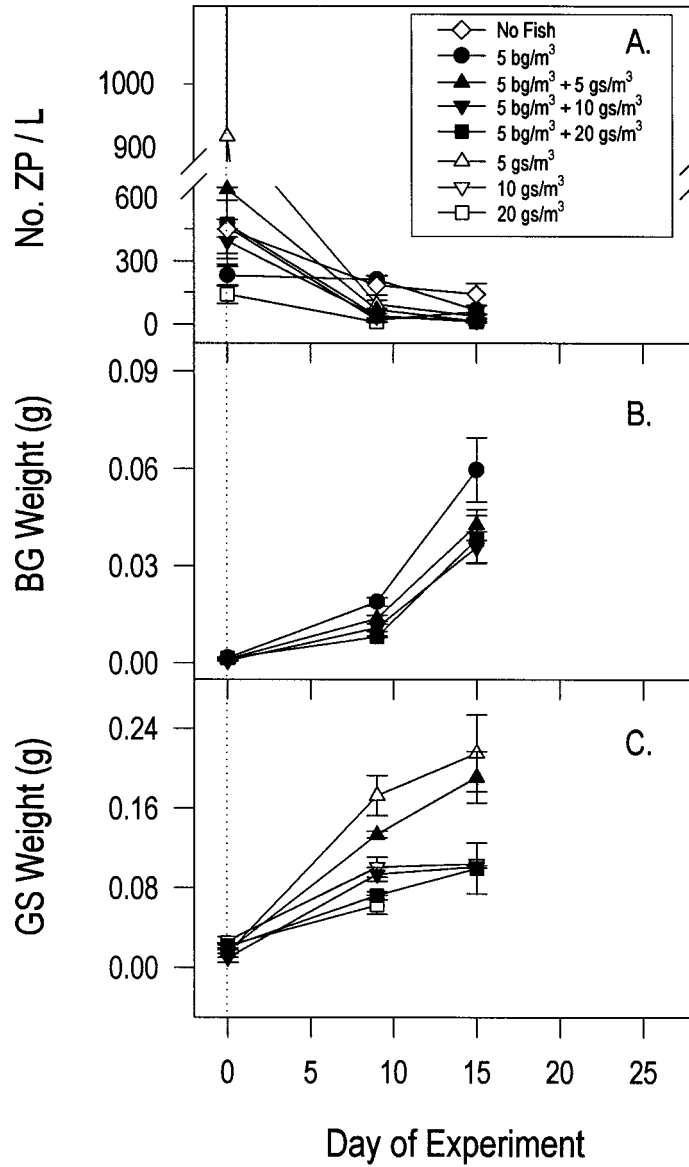 No Fish
5 bg/m³
5 bg/m³ + 5 gs/m³
5 bg/m³ + 10 gs/m³
5 bg/m³ + 20 gs/m³
5 gs/m³
10 gs/m³
20 gs/m³
A.
No. ZP / L
1000
900
600
300
0
B.
BG Weight (g)
0.09
0.06
0.03
0.00
C.
GS Weight (g)
0.24
0.16
0.08
0.00
0 5 10 15 20 25
Day of Experiment